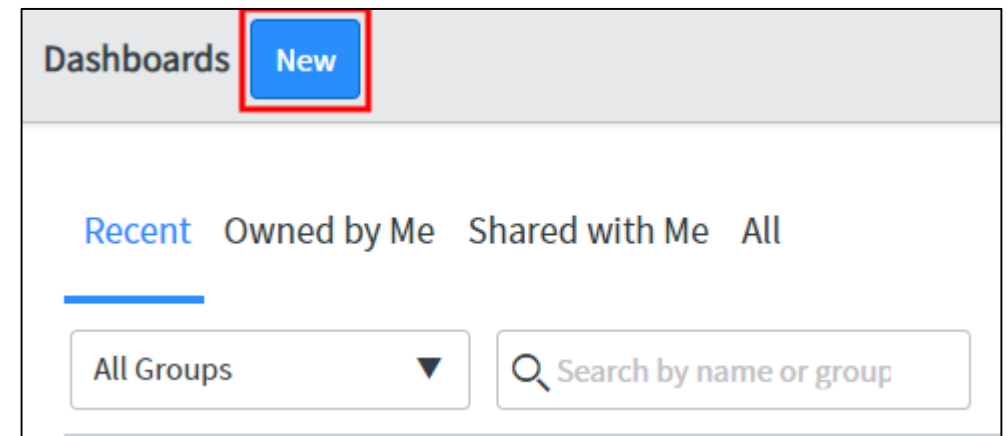 Dashboards New
Recent Owned by Me Shared with Me All
All Groups Search by name or group